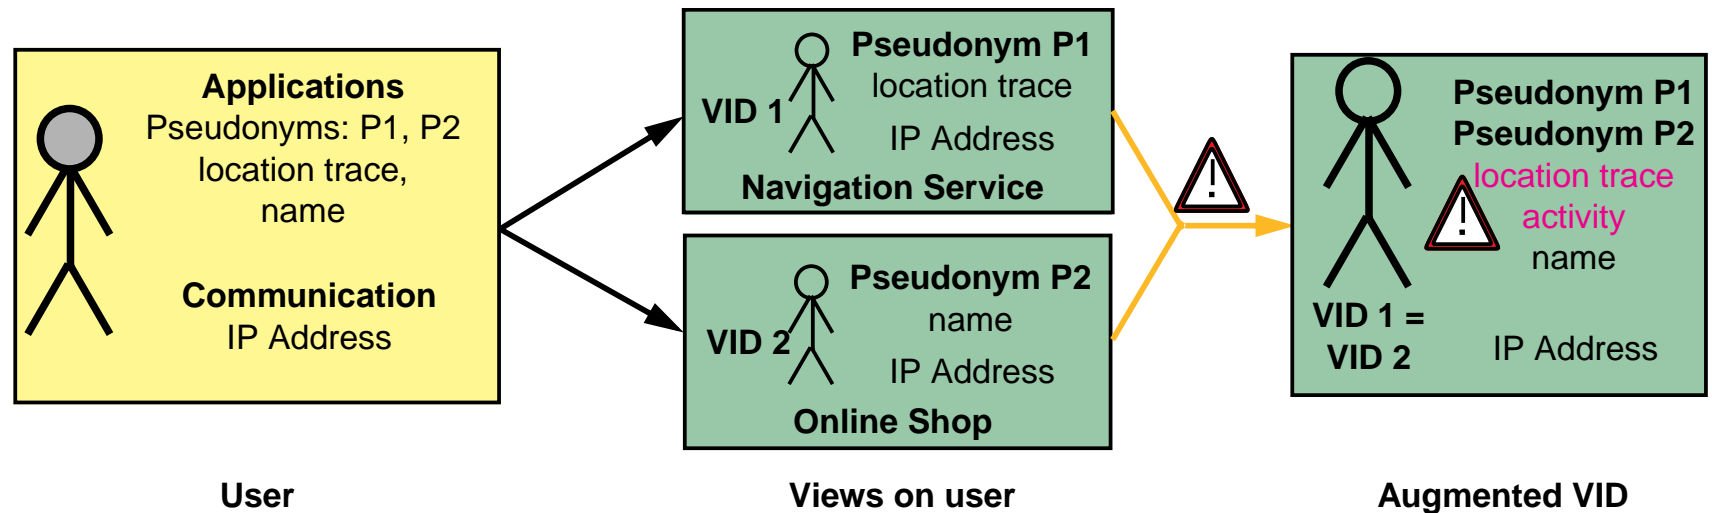 Applications
Pseudonyms: P1, P2
location trace,
name
Communication
IP Address
User
VID 1
Pseudonym P1
location trace
IP Address
Navigation Service
VID 2
Pseudonym P2
name
IP Address
Online Shop
Views on user
!
Pseudonym P1
Pseudonym P2
location trace
!
activity
name
VID 1 =
VID 2
IP Address
Augmented VID